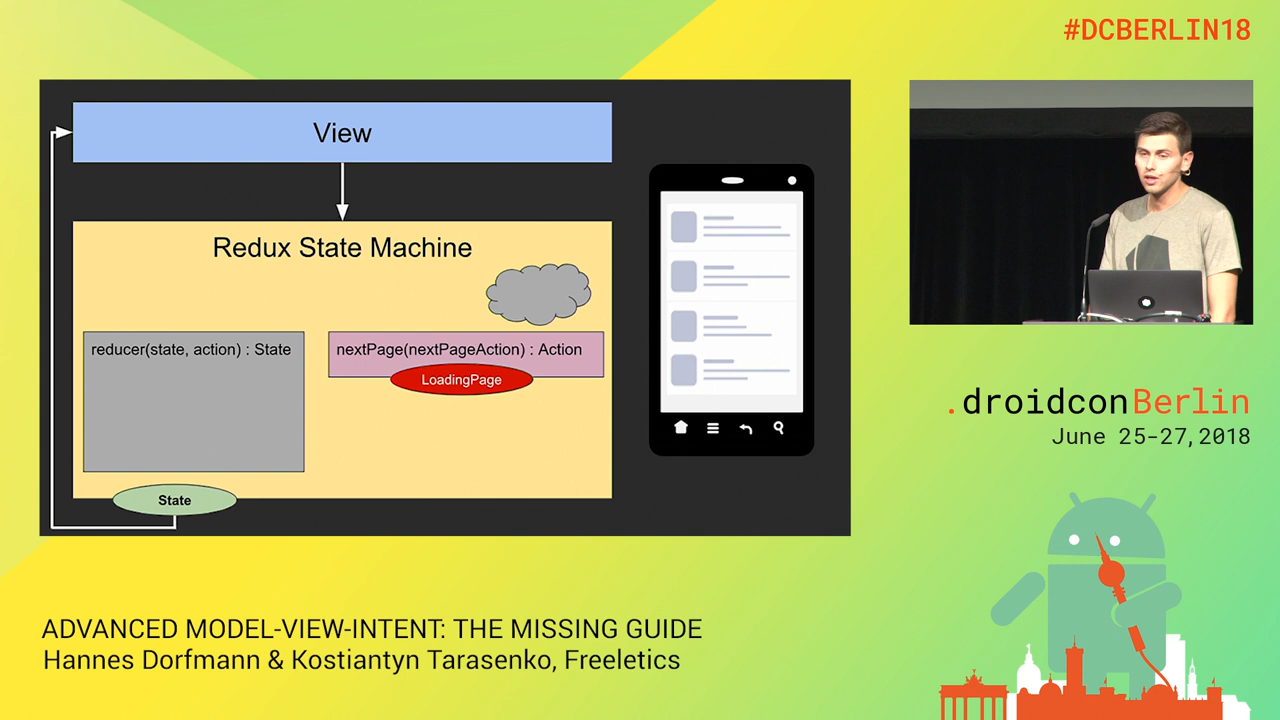 #DCBERLIN18
View
Redux State Machine
reducer(state, action) : State
nextPage(nextPageAction) : Action
LoadingPage
State
.droidconBerlin
June 25-27, 2018
ADVANCED MODEL-VIEW-INTENT: THE MISSING GUIDE
Hannes Dorfmann & Kostiantyn Tarasenko, Freeletics